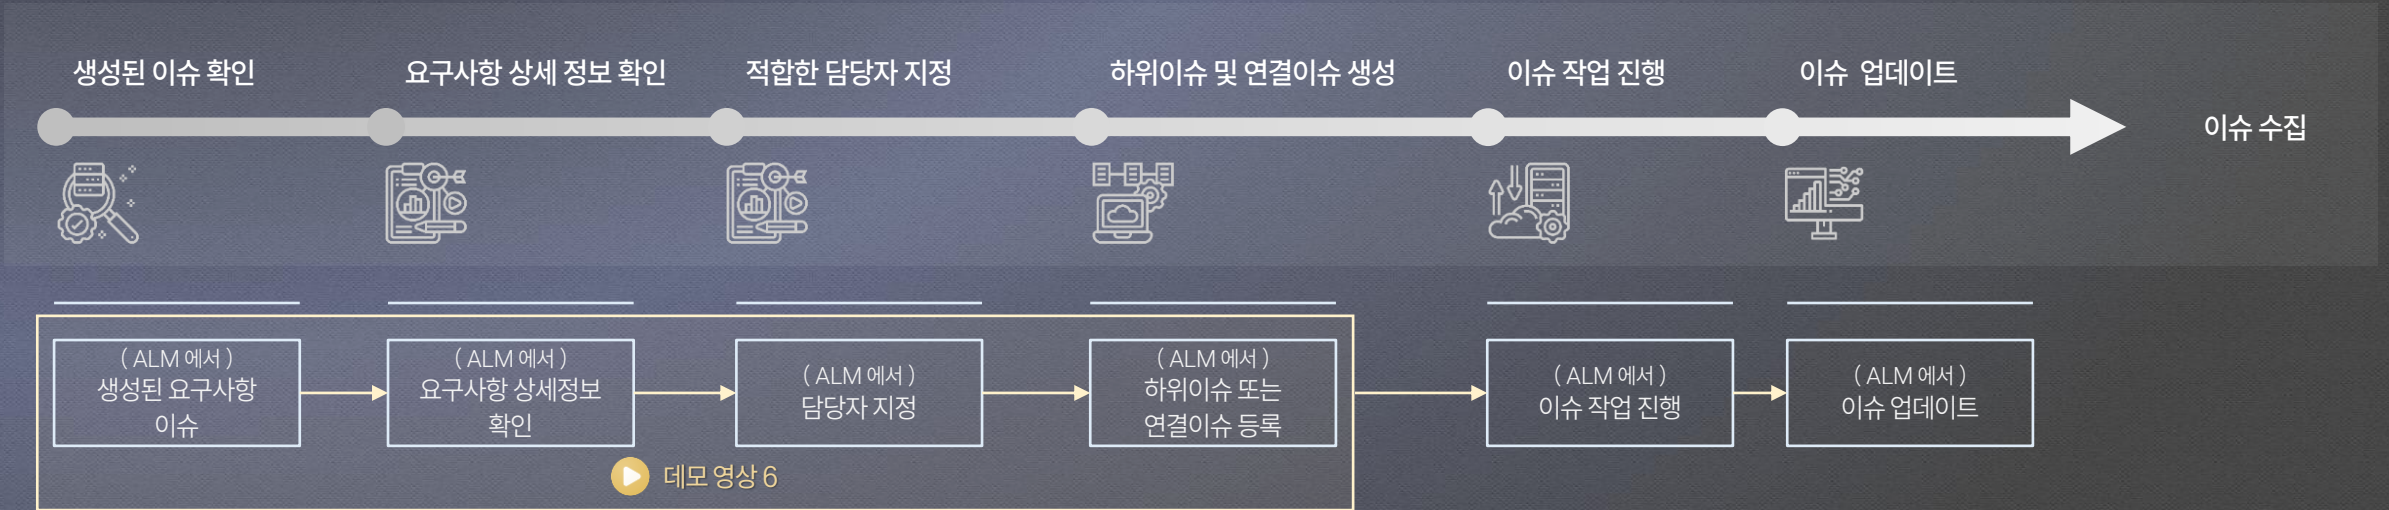 생성된 이슈 확인
요구사항 상세 정보 확인
적합한 담당자 지정
하위이슈 및 연결이슈 생성
이슈 작업 진행
이슈 업데이트
이슈 수집
( ALM 에서 )
생성된 요구사항
이슈
( ALM 에서 )
요구사항 상세정보
확인
( ALM 에서 )
담당자 지정
( ALM 에서 )
하위이슈 또는
연결이슈 등록
( ALM 에서 )
이슈 작업 진행
( ALM 에서 )
이슈 업데이트
데모 영상 6